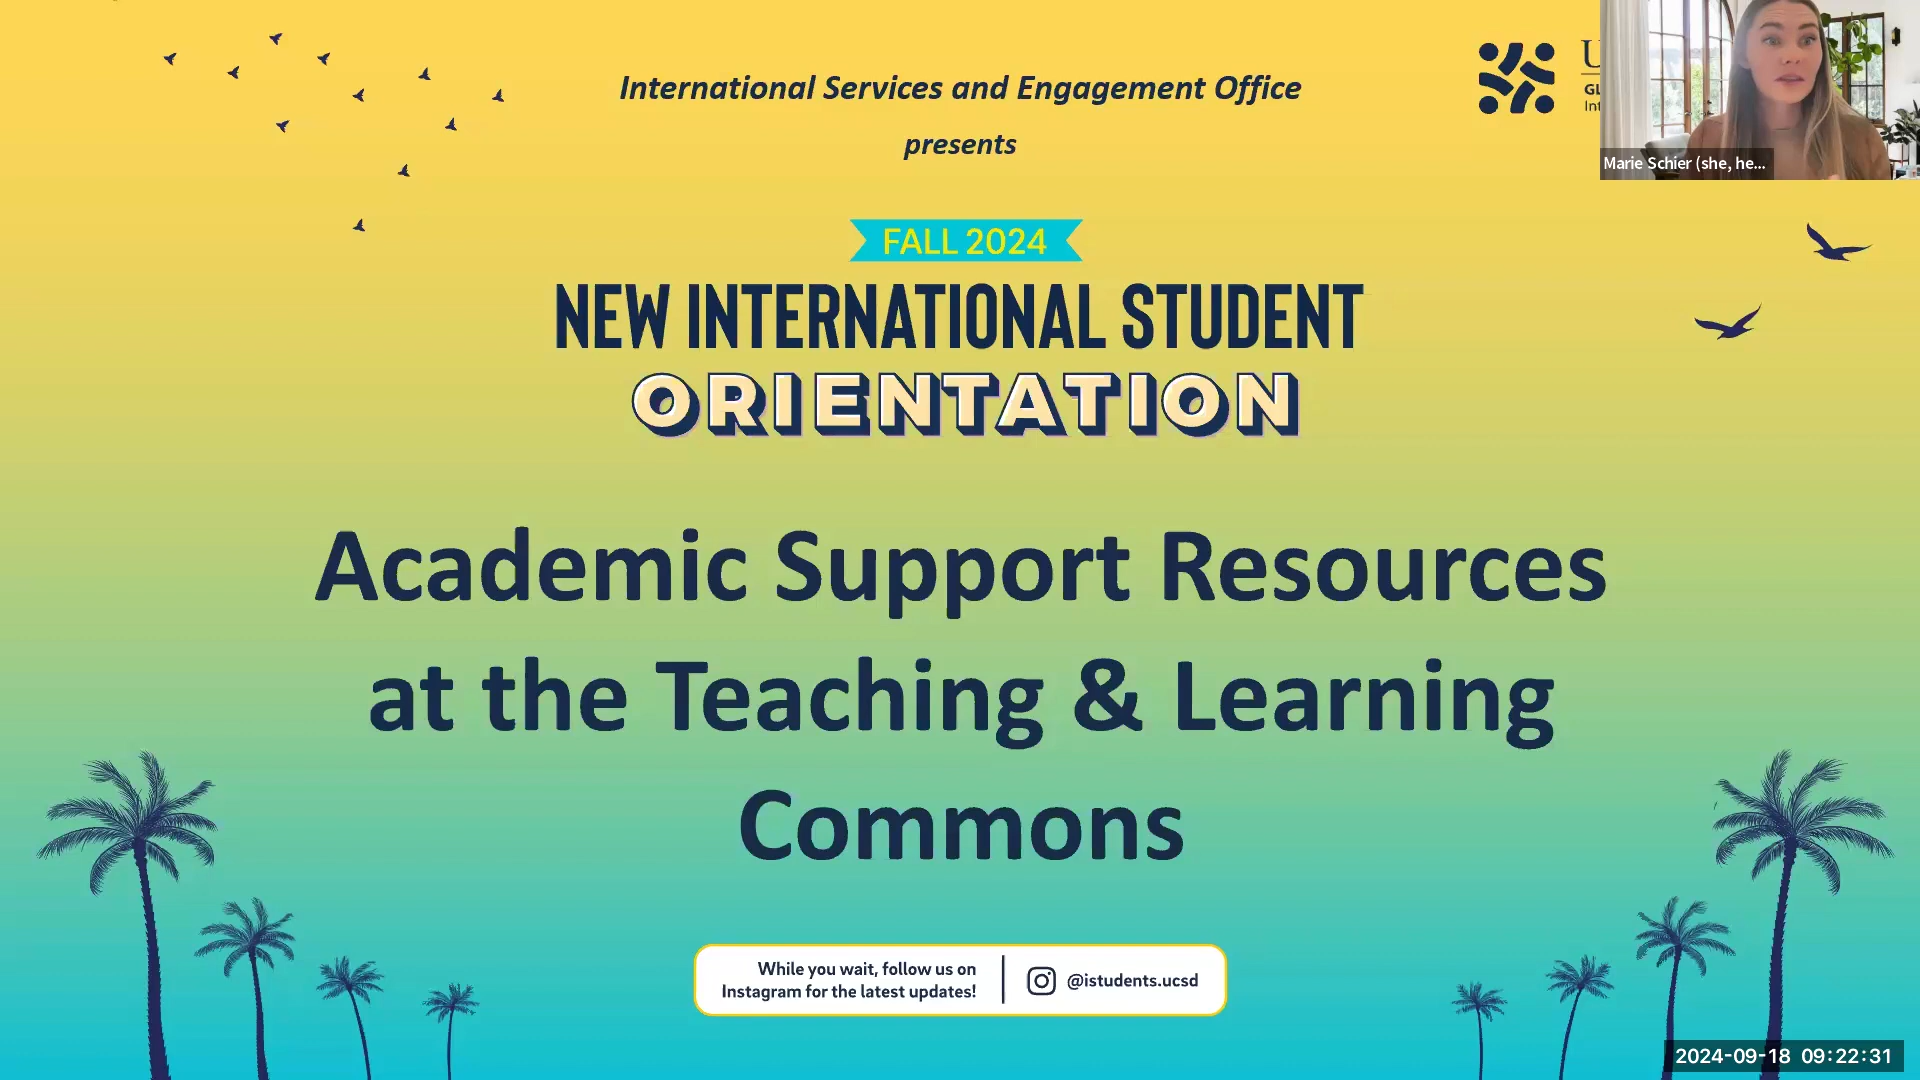 International Services and Engagement Office
presents
FALL 2024
NEW INTERNATIONAL STUDENT
ORIENTATION
Academic Support Resources
at the Teaching & Learning
Commons
While you wait, follow us on
Instagram for the latest updates!
@istudents.ucsd
Marie Schier (she, he...
2024-09-18 09:22:31